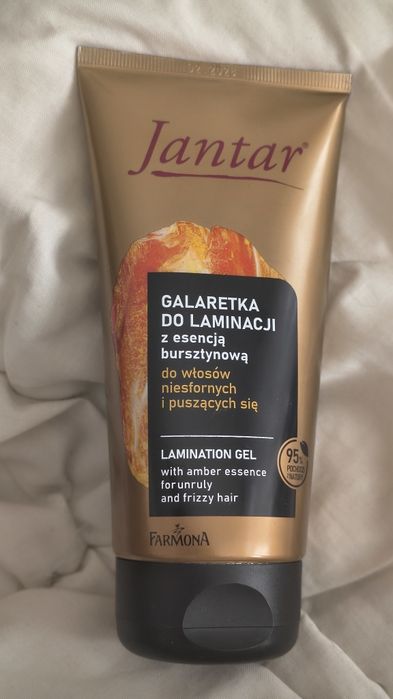 Jantar®
GALARETKA
DO LAMINACJI
z esencją
bursztynową
do włosów
niesfornych
i puszących się
LAMINATION GEL
with amber essence
for unruly
and frizzy hair
95%
FARMONA